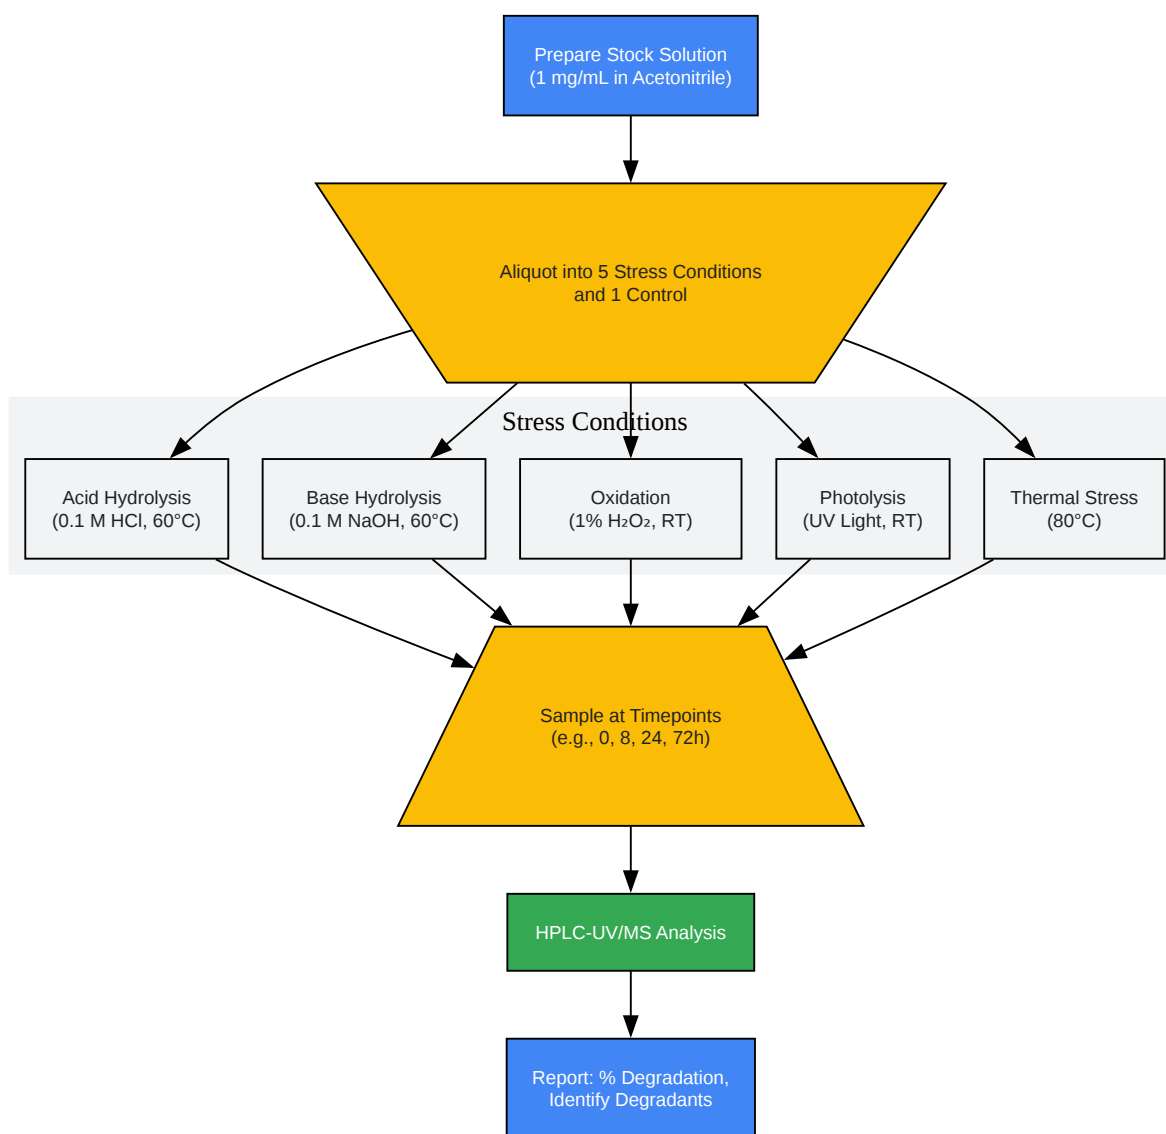 Prepare Stock Solution
(1 mg/mL in Acetonitrile)
Aliquot into 5 Stress Conditions
and 1 Control
Stress Conditions
Acid Hydrolysis
(0.1 M HCl, 60°C)
Base Hydrolysis
(0.1 M NaOH, 60°C)
Oxidation
(1% H₂O₂, RT)
Photolysis
(UV Light, RT)
Thermal Stress
(80°C)
Sample at Timepoints
(e.g., 0, 8, 24, 72h)
HPLC-UV/MS Analysis
Report: % Degradation,
Identify Degradants